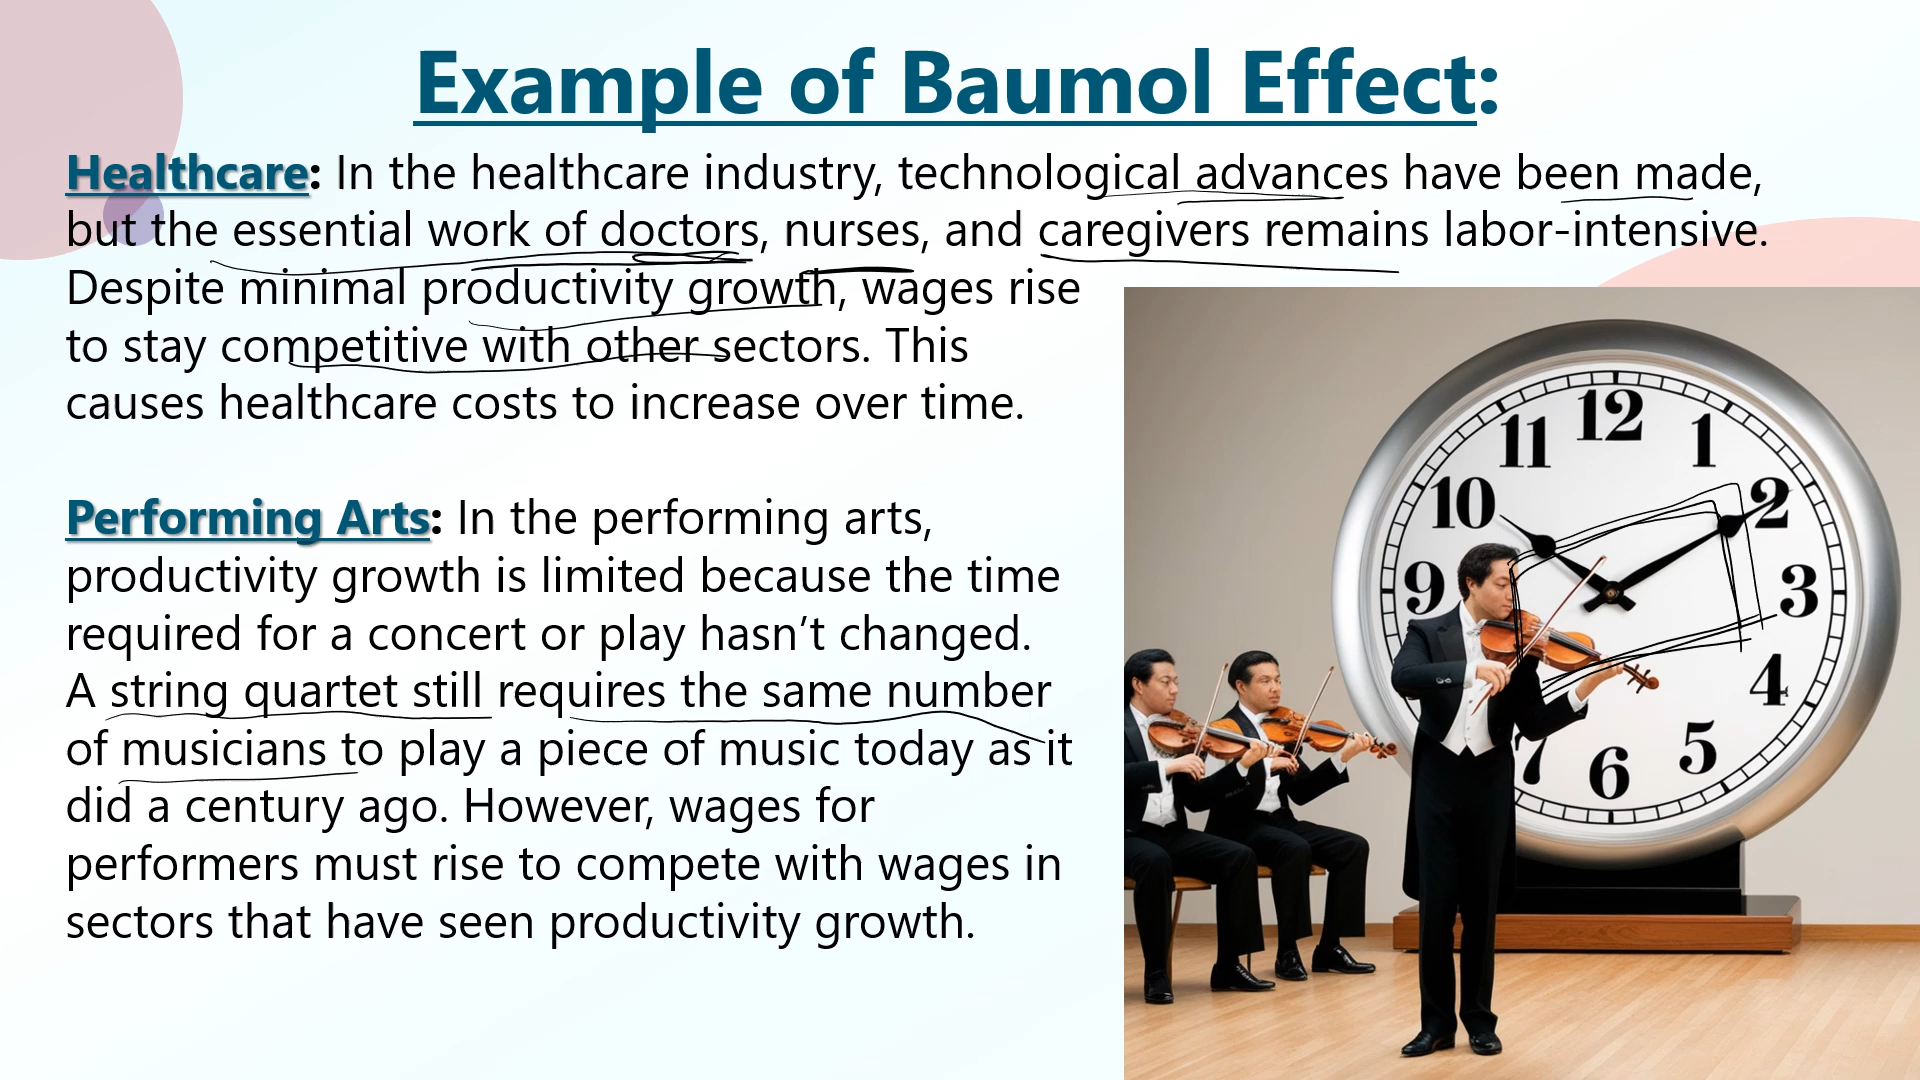 Example of Baumol Effect:
Healthcare: In the healthcare industry, technological advances have been made,
but the essential work of doctors, nurses, and caregivers remains labor-intensive.
Despite minimal productivity growth, wages rise
to stay competitive with other sectors. This
causes healthcare costs to increase over time.
Performing Arts: In the performing arts,
productivity growth is limited because the time
required for a concert or play hasn’t changed.
A string quartet still requires the same number
of musicians to play a piece of music today as it
did a century ago. However, wages for
performers must rise to compete with wages in
sectors that have seen productivity growth.
12
11 1
10 2
9 3
4
7 5
6